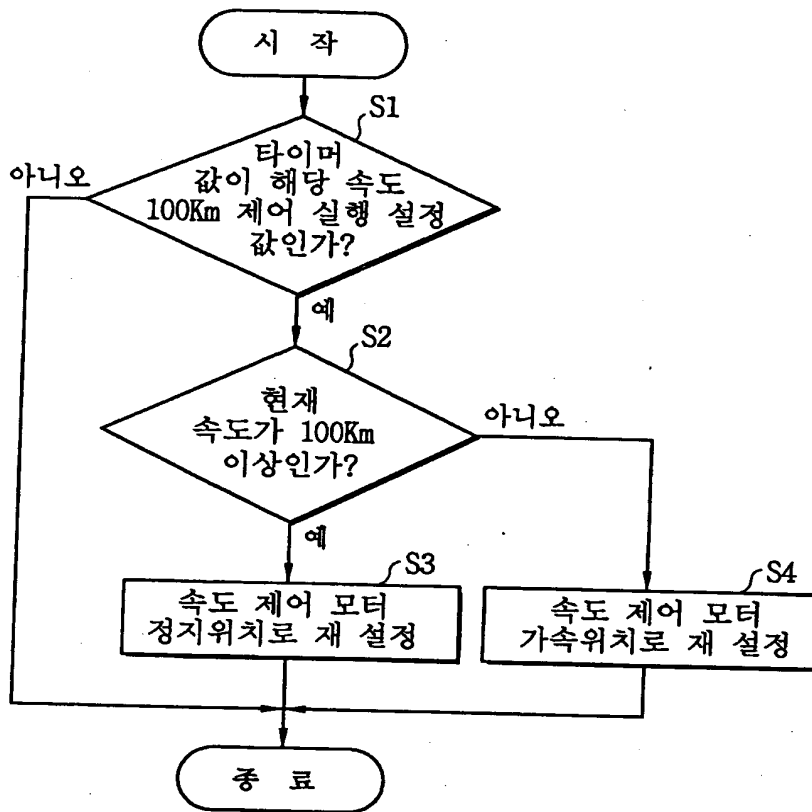 시 작
S1
타이머
값이 해당 속도
100Km 제어 실행 설정
값인가?
아니오
예
S2
현재
속도가 100Km
이상인가?
아니오
예
S3
속도 제어 모터
정지위치로 재 설정
S4
속도 제어 모터
가속위치로 재 설정
종 료